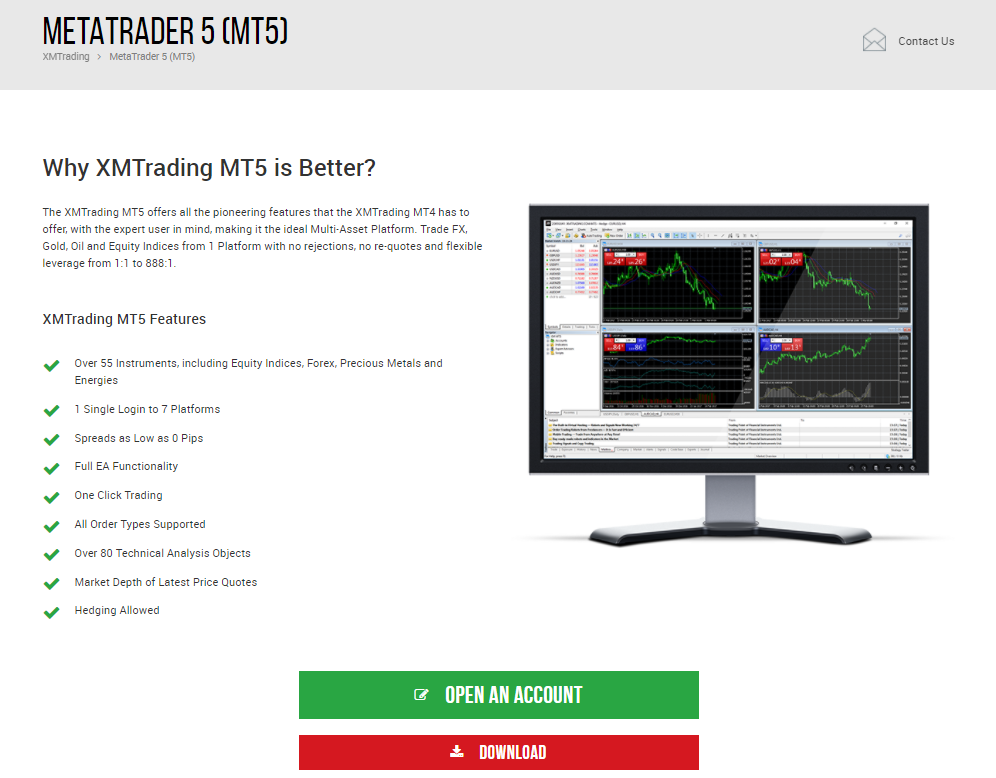 METATRADER 5 (MT5)
XMTrading > MetaTrader 5 (MT5)
Contact Us
Why XMTrading MT5 is Better?
The XMTrading MT5 offers all the pioneering features that the XMTrading MT4 has to
offer, with the expert user in mind, making it the ideal Multi-Asset Platform. Trade FX,
Gold, Oil and Equity Indices from 1 Platform with no rejections, no re-quotes and flexible
leverage from 1:1 to 888:1.
XMTrading MT5 Features
Over 55 Instruments, including Equity Indices, Forex, Precious Metals and
Energies
1 Single Login to 7 Platforms
Spreads as Low as 0 Pips
Full EA Functionality
One Click Trading
All Order Types Supported
Over 80 Technical Analysis Objects
Market Depth of Latest Price Quotes
Hedging Allowed
OPEN AN ACCOUNT
DOWNLOAD